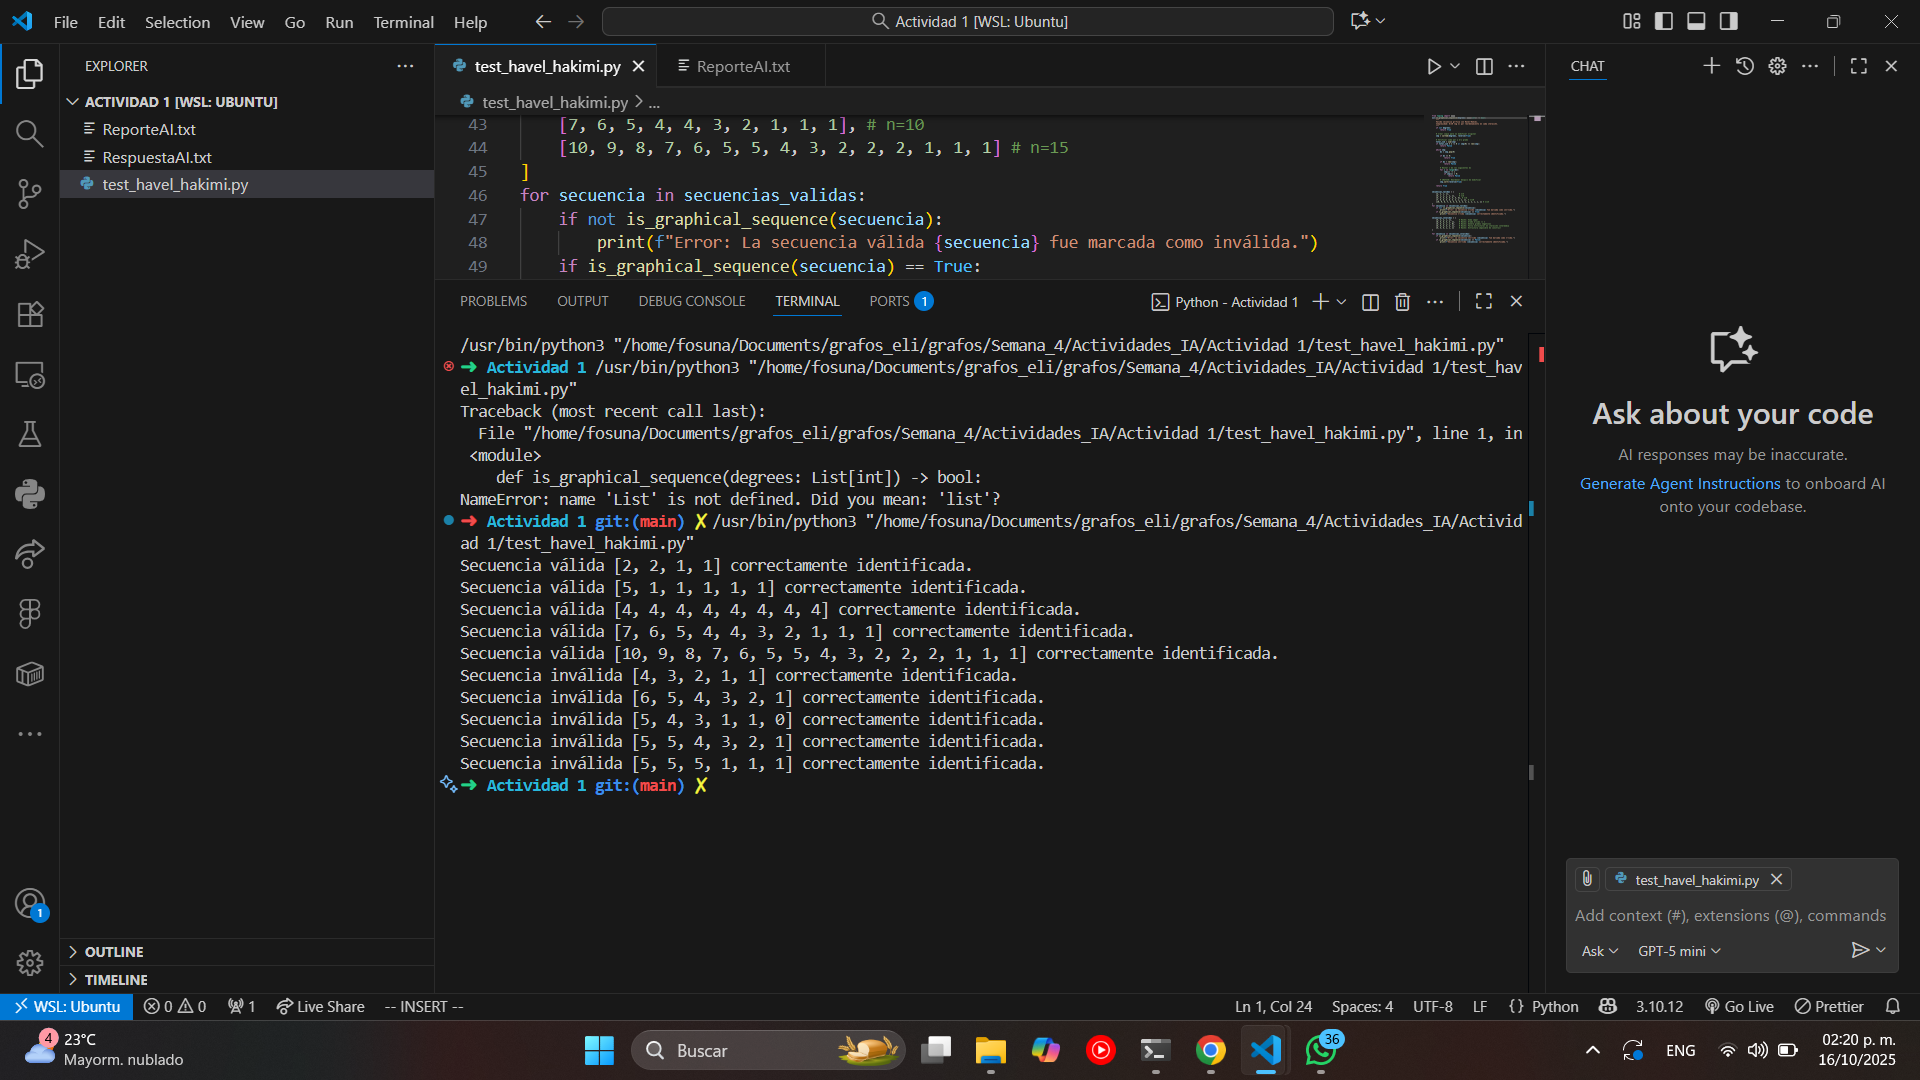 File Edit Selection View Go Run Terminal Help
Actividad 1 [WSL: Ubuntu]
EXPLORER
ACTIVIDAD 1 [WSL: UBUNTU]
ReporteAI.txt
RespuestaAI.txt
test_havel_hakimi.py
OUTLINE
TIMELINE
test_havel_hakimi.py
ReporteAI.txt
test_havel_hakimi.py > ...
43 [7, 6, 5, 4, 4, 3, 2, 1, 1, 1], # n=10
44 [10, 9, 8, 7, 6, 5, 5, 4, 3, 2, 2, 2, 1, 1, 1] # n=15
45 ]
46 for secuencia in secuencias_validas:
47 if not is_graphical_sequence(secuencia):
48 print(f"Error: La secuencia válida {secuencia} fue marcada como inválida.")
49 if is_graphical_sequence(secuencia) == True:
PROBLEMS OUTPUT DEBUG CONSOLE TERMINAL PORTS 1
Python - Actividad 1
/usr/bin/python3 "/home/fosuna/Documents/grafos_eli/grafos/Semana_4/Actividades_IA/Actividad 1/test_havel_hakimi.py"
➜ Actividad 1 /usr/bin/python3 "/home/fosuna/Documents/grafos_eli/grafos/Semana_4/Actividades_IA/Actividad 1/test_hav
el_hakimi.py"
Traceback (most recent call last):
File "/home/fosuna/Documents/grafos_eli/grafos/Semana_4/Actividades_IA/Actividad 1/test_havel_hakimi.py", line 1, in
<module>
def is_graphical_sequence(degrees: List[int]) -> bool:
NameError: name 'List' is not defined. Did you mean: 'list'?
➜ Actividad 1 git:(main) ✗ /usr/bin/python3 "/home/fosuna/Documents/grafos_eli/grafos/Semana_4/Actividades_IA/Activid
ad 1/test_havel_hakimi.py"
Secuencia válida [2, 2, 1, 1] correctamente identificada.
Secuencia válida [5, 1, 1, 1, 1, 1] correctamente identificada.
Secuencia válida [4, 4, 4, 4, 4, 4, 4, 4] correctamente identificada.
Secuencia válida [7, 6, 5, 4, 4, 3, 2, 1, 1, 1] correctamente identificada.
Secuencia válida [10, 9, 8, 7, 6, 5, 5, 4, 3, 2, 2, 2, 1, 1, 1] correctamente identificada.
Secuencia inválida [4, 3, 2, 1, 1] correctamente identificada.
Secuencia inválida [6, 5, 4, 3, 2, 1] correctamente identificada.
Secuencia inválida [5, 4, 3, 1, 1, 0] correctamente identificada.
Secuencia inválida [5, 5, 4, 3, 2, 1] correctamente identificada.
Secuencia inválida [5, 5, 5, 1, 1, 1] correctamente identificada.
➜ Actividad 1 git:(main) ✗
CHAT
Ask about your code
AI responses may be inaccurate.
Generate Agent Instructions to onboard AI
onto your codebase.
test_havel_hakimi.py
Add context (#), extensions (@), commands
Ask GPT-5 mini
1
WSL: Ubuntu 0 0 1 Live Share -- INSERT --
Ln 1, Col 24 Spaces: 4 UTF-8 LF {} Python 3.10.12 Go Live Prettier
4 23°C
Mayorm. nublado
Buscar
36
ENG
02:20 p. m.
16/10/2025